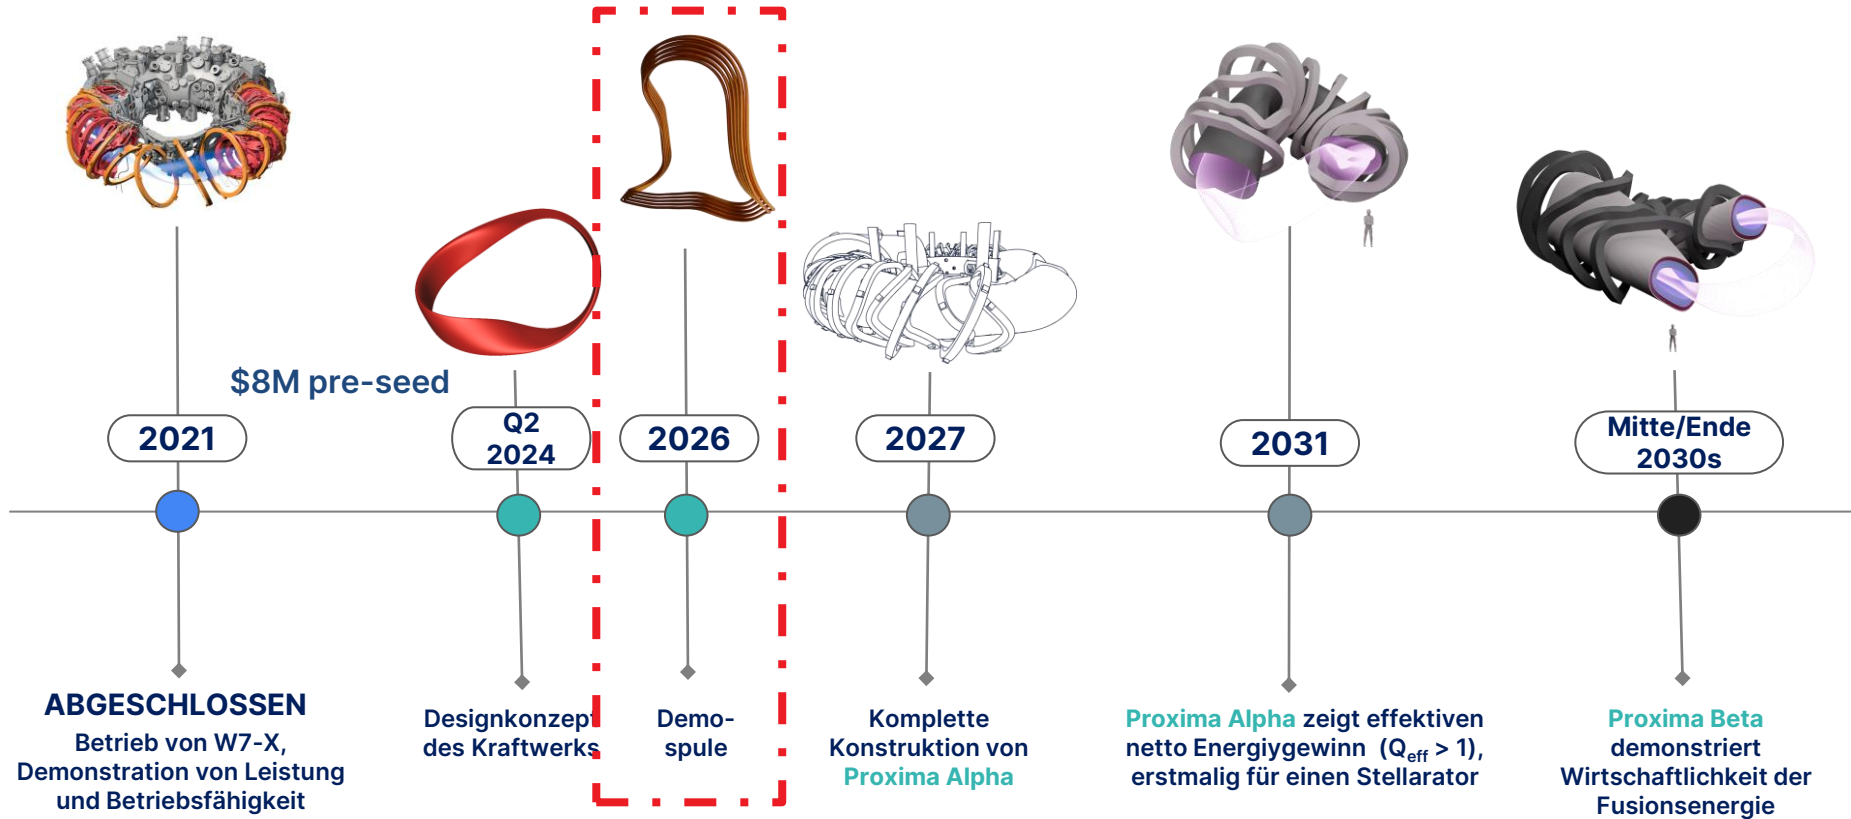 $8M pre-seed
2021
Q2
2024
2026
2027
2031
Mitte/Ende
2030s
ABGESCHLOSSEN
Betrieb von W7-X,
Demonstration von Leistung
und Betriebsfähigkeit
Designkonzept
des Kraftwerks
Demo-
spule
Komplette
Konstruktion von
Proxima Alpha
Proxima Alpha zeigt effektiven
netto Energiygewinn (Qeff > 1),
erstmalig für einen Stellarator
Proxima Beta
demonstriert
Wirtschaftlichkeit der
Fusionsenergie